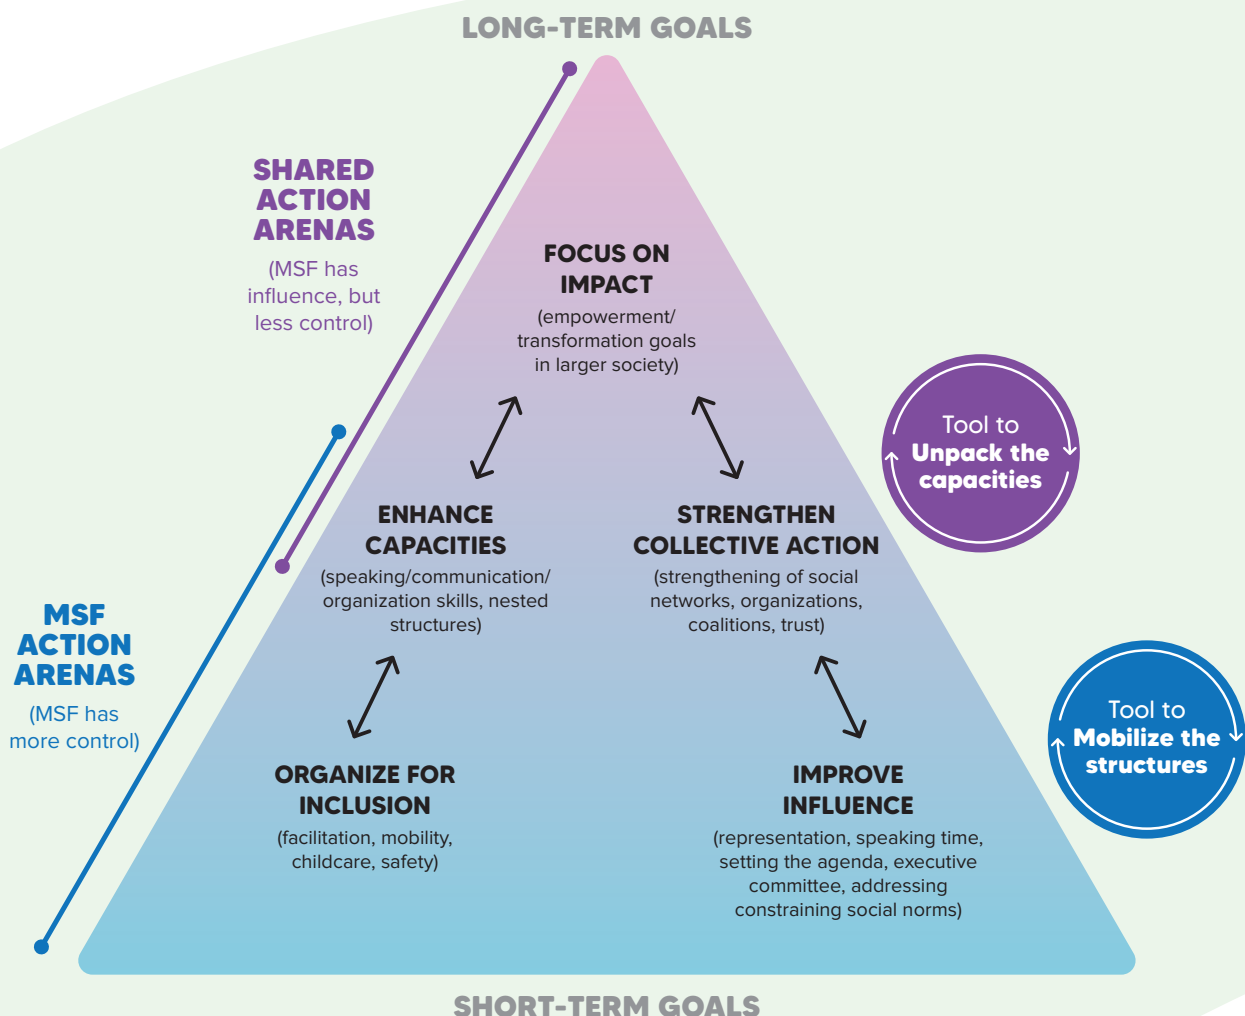 LONG-TERM GOALS
SHARED
ACTION
ARENAS
(MSF has
influence, but
less control)
FOCUS ON
IMPACT
(empowerment/
transformation goals
in larger society)
Tool to
Unpack the
capacities
ENHANCE
CAPACITIES
(speaking/communication/
organization skills, nested
structures)
STRENGTHEN
COLLECTIVE ACTION
(strengthening of social
networks, organizations,
coalitions, trust)
MSF
ACTION
ARENAS
(MSF has
more control)
Tool to
Mobilize the
structures
ORGANIZE FOR
INCLUSION
(facilitation, mobility,
childcare, safety)
IMPROVE
INFLUENCE
(representation, speaking time,
setting the agenda, executive
committee, addressing
constraining social norms)
SHORT-TERM GOALS